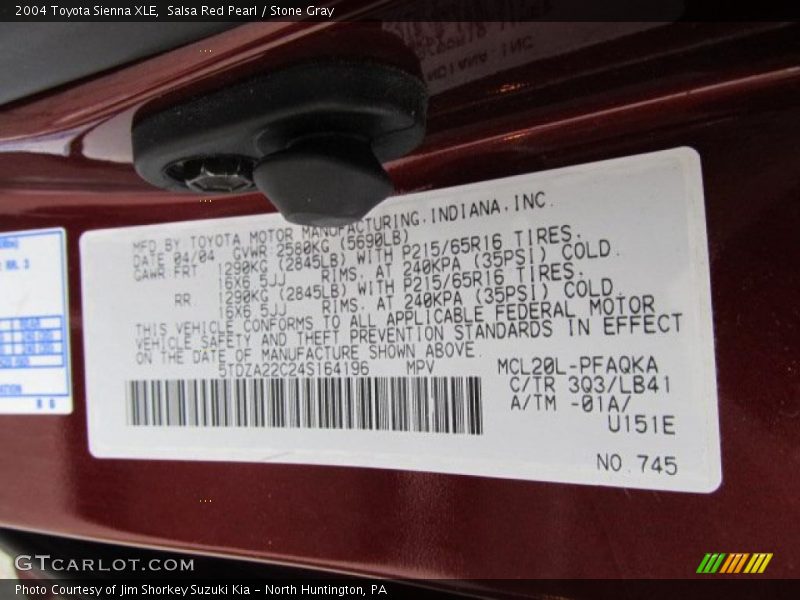 2004 Toyota Sienna XLE,  Salsa Red Pearl / Stone Gray
MFD BY TOYOTA MOTOR MANUFACTURING.INDIANA.INC.
DATE 04/04 GVWR 2580KG (5690LB)
GAWR FRT 1290KG (2845LB) WITH P215/65R16 TIRES.
16X6.5JJ RIMS. AT 240KPA (35PSI) COLD.
RR 1290KG (2845LB) WITH P215/65R16 TIRES.
16X6.5JJ RIMS. AT 240KPA (35PSI) COLD.
THIS VEHICLE CONFORMS TO ALL APPLICABLE FEDERAL MOTOR
VEHICLE SAFETY AND THEFT PREVENTION STANDARDS IN EFFECT
ON THE DATE OF MANUFACTURE SHOWN ABOVE.
5TDZA22C24S164196 MPV
MCL20L-PFAQKA
C/TR 3Q3/LB41
A/TM -01A/
U151E
NO.745
GTCARLOT.COM
Photo Courtesy of Jim Shorkey Suzuki Kia – North Huntington, PA